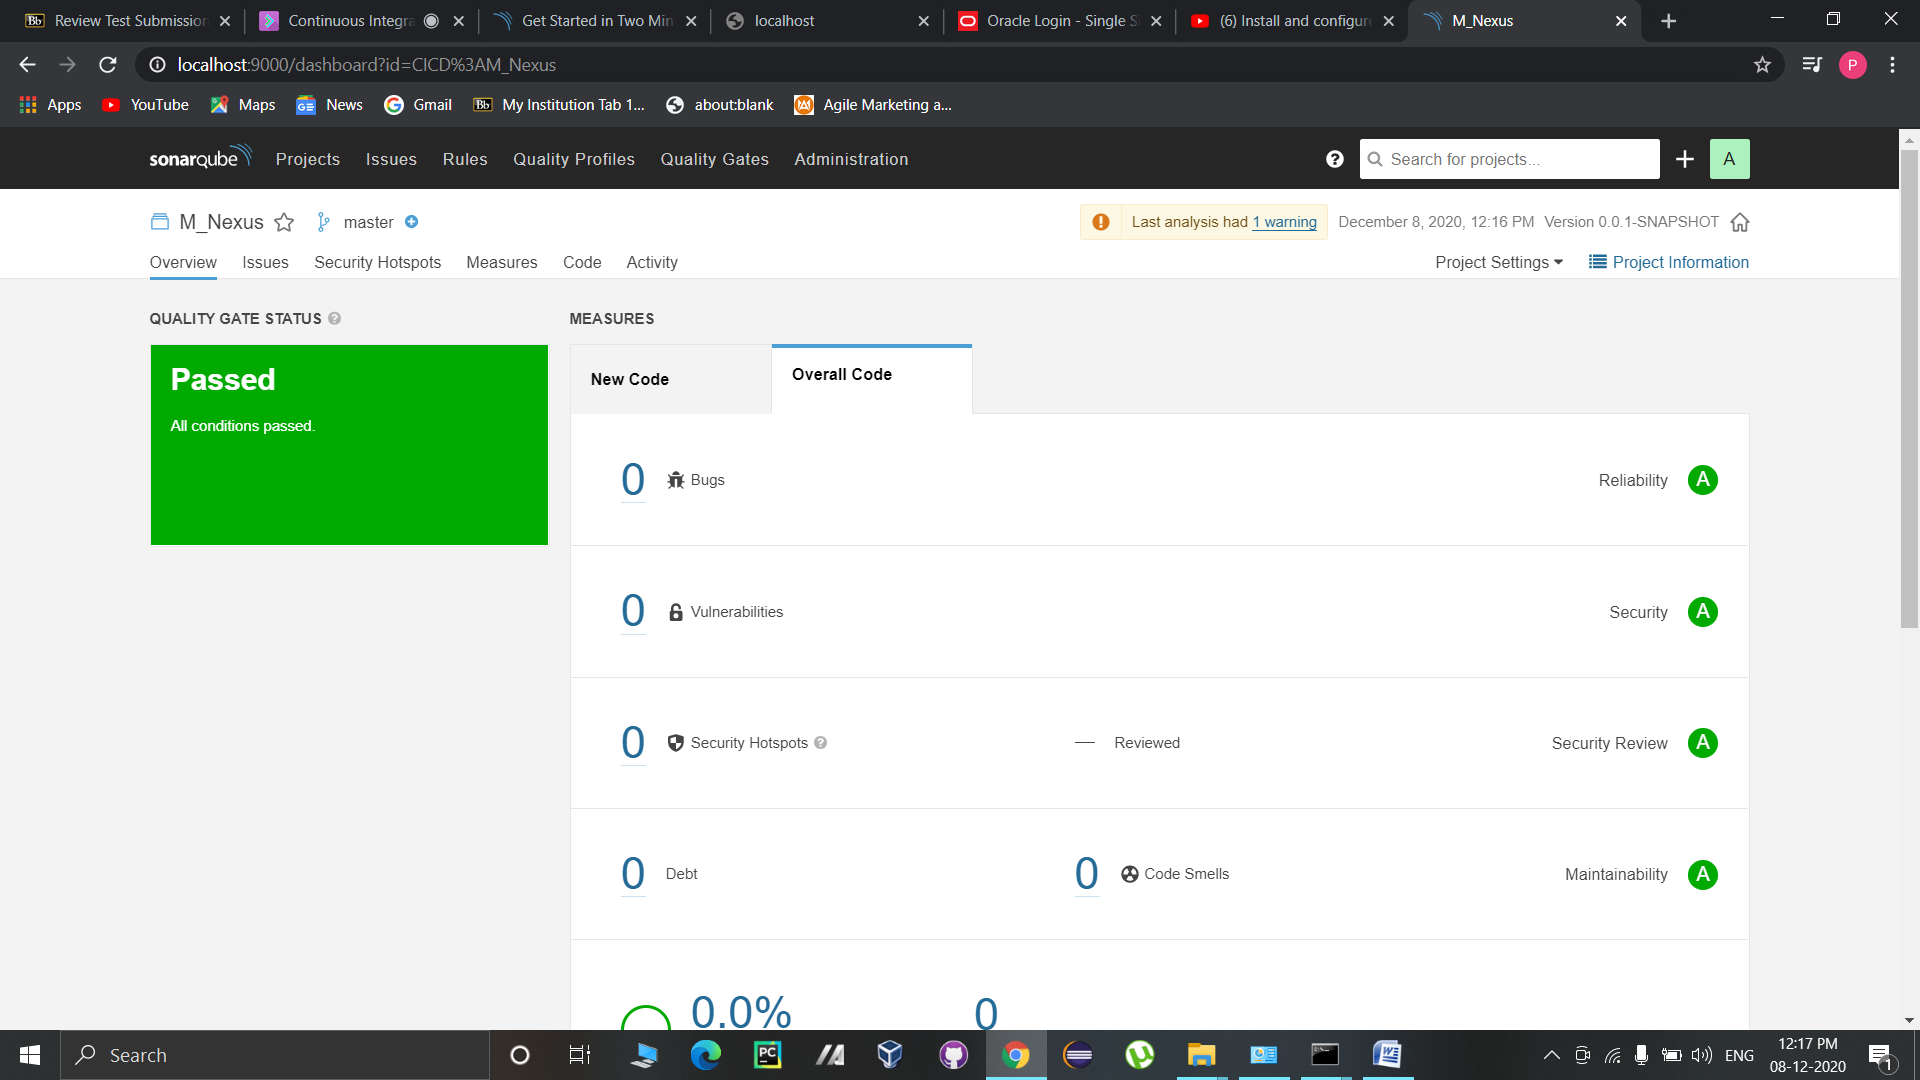 Bb Review Test Submission
Continuous Integra
Get Started in Two Min
localhost
Oracle Login - Single S
(6) Install and configure
M_Nexus
localhost:9000/dashboard?id=CICD%3AM_Nexus
P
Apps
YouTube
Maps
GE News
G Gmail
Bb My Institution Tab 1...
about:blank
Agile Marketing a...
sonarqube
Projects
Issues
Rules
Quality Profiles
Quality Gates
Administration
?
Search for projects...
+
A
M_Nexus
master
Last analysis had 1 warning
December 8, 2020, 12:16 PM
Version 0.0.1-SNAPSHOT
Overview
Issues
Security Hotspots
Measures
Code
Activity
Project Settings
Project Information
QUALITY GATE STATUS ?
MEASURES
Passed
All conditions passed.
New Code
Overall Code
0 Bugs
Reliability A
0 Vulnerabilities
Security A
0 Security Hotspots ?
— Reviewed
Security Review A
0 Debt
0 Code Smells
Maintainability A
0.0%
0
Search
PC
W
ENG
12:17 PM
08-12-2020
1